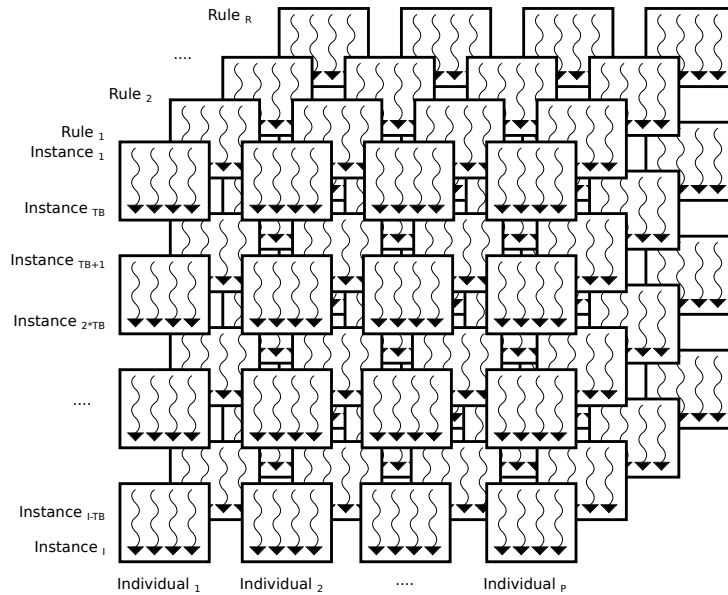 Rule R
....
Rule 2
Rule 1
Instance 1
Instance TB
Instance TB+1
Instance 2*TB
....
Instance I-TB
Instance I
Individual 1 Individual 2 .... Individual P